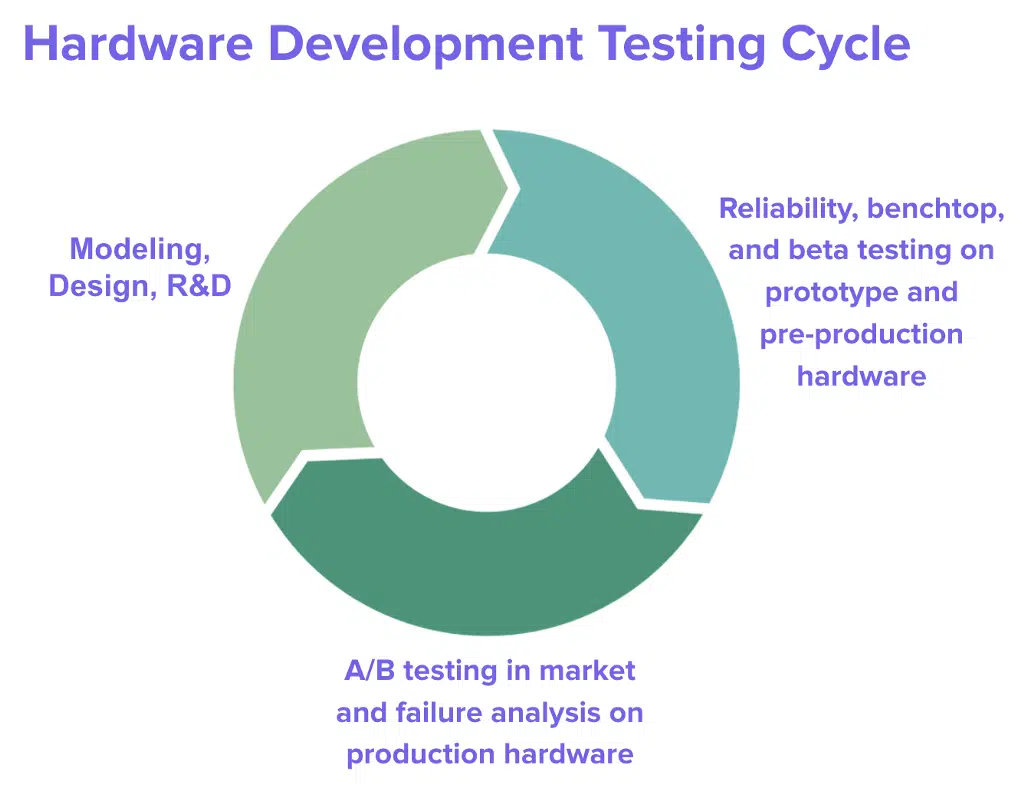 Hardware Development Testing Cycle
Modeling,
Design, R&D
Reliability, benchtop,
and beta testing on
prototype and
pre-production
hardware
A/B testing in market
and failure analysis on
production hardware